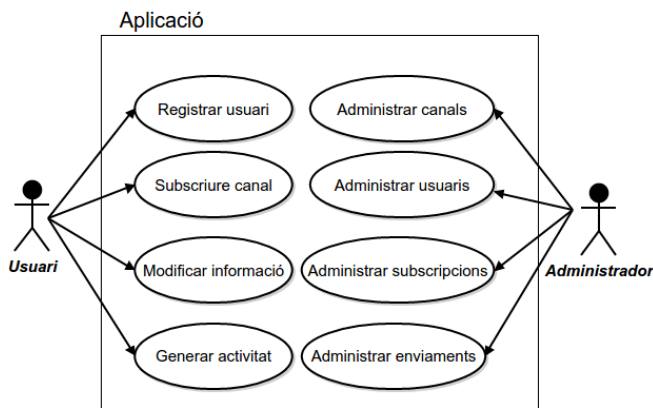 Aplicació
Registrar usuari
Administrar canals
Subscriure canal
Administrar usuaris
Usuari
Modificar informació
Administrar subscripcions
Administrador
Generar activitat
Administrar enviaments